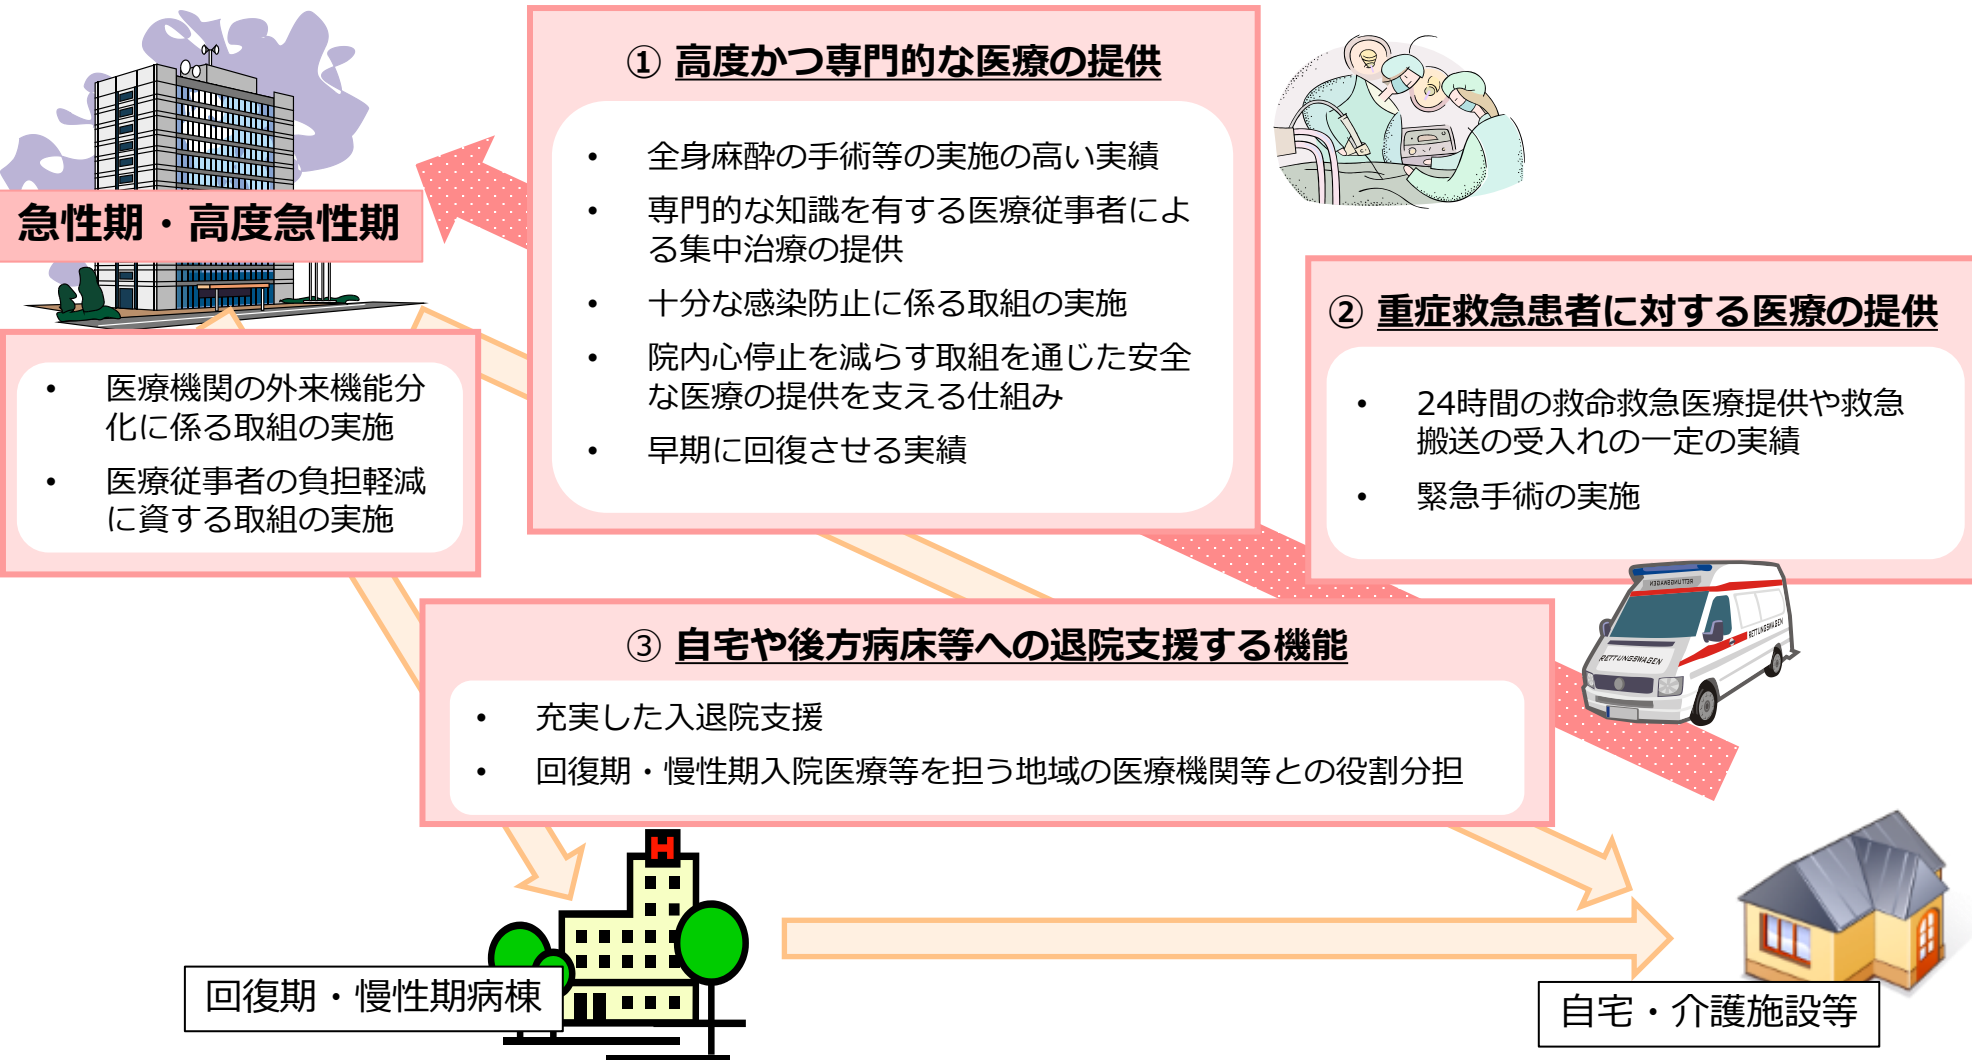 ① 高度かつ専門的な医療の提供
• 全身麻酔の手術等の実施の高い実績
• 専門的な知識を有する医療従事者によ
る集中治療の提供
• 十分な感染防止に係る取組の実施
• 院内心停止を減らす取組を通じた安全
な医療の提供を支える仕組み
• 早期に回復させる実績
急性期・高度急性期
• 医療機関の外来機能分
化に係る取組の実施
• 医療従事者の負担軽減
に資する取組の実施
② 重症救急患者に対する医療の提供
• 24時間の救命救急医療提供や救急
搬送の受入れの一定の実績
• 緊急手術の実施
RETTUNGSWAGEN
RETTUNGSWAGEN
RETTUNGSWAGEN
③ 自宅や後方病床等への退院支援する機能
• 充実した入退院支援
• 回復期・慢性期入院医療等を担う地域の医療機関等との役割分担
H
回復期・慢性期病棟
自宅・介護施設等